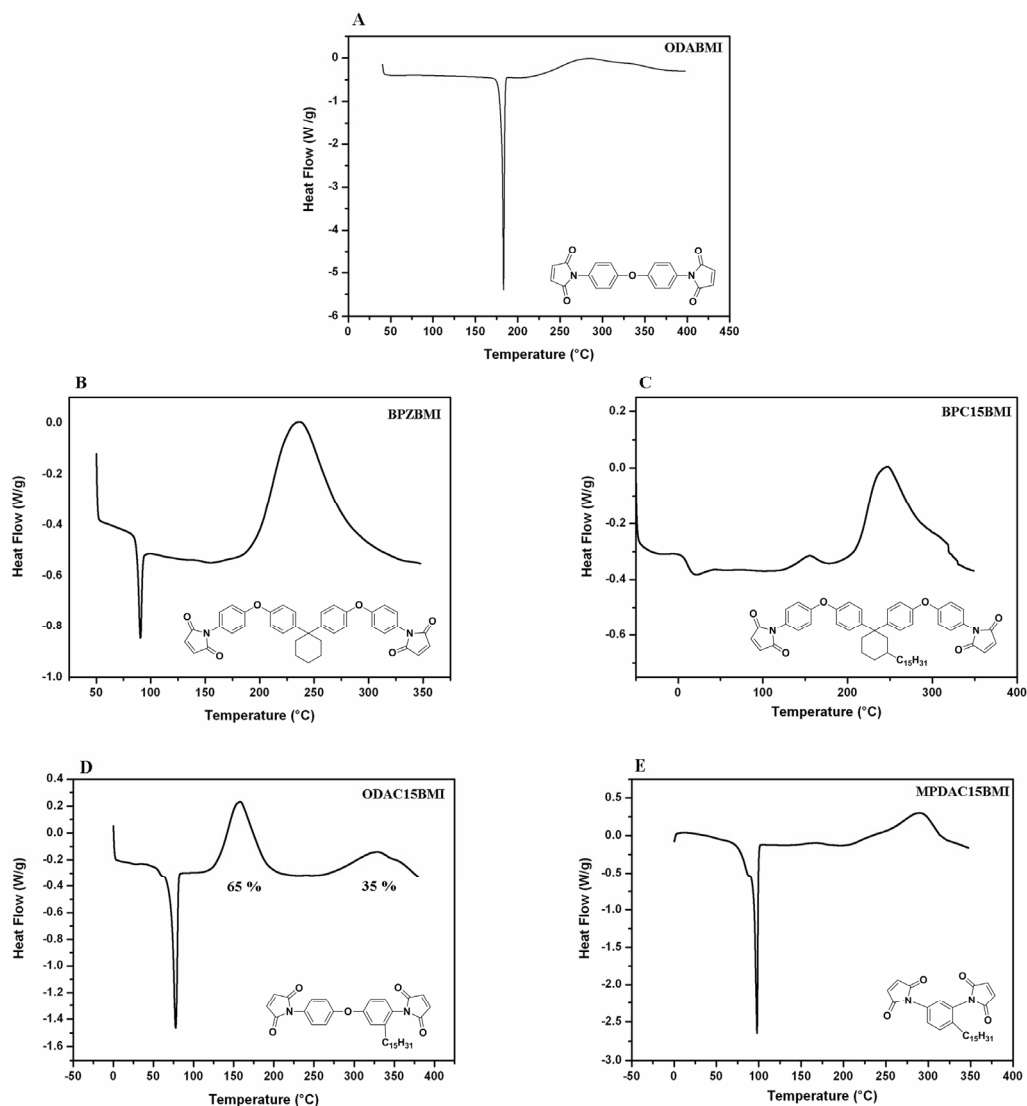 A
ODABMI
0
-1
-2
-3
-4
-5
-6
Heat Flow (W /g)
0 50 100 150 200 250 300 350 400 450
Temperature (°C)
O O
N O N
O O
B
BPZBMI
0.0
-0.2
-0.4
-0.6
-0.8
-1.0
Heat Flow (W/g)
50 100 150 200 250 300 350
Temperature (°C)
O O O O
N N
O O
C
BPC15BMI
0.2
0.0
-0.2
-0.4
-0.6
Heat Flow (W/g)
0 100 200 300 400
Temperature (°C)
O O O O
N N
O O
C₁₅H₃₁
D
ODAC15BMI
0.4
0.2
0.0
-0.2
-0.4
-0.6
-0.8
-1.0
-1.2
-1.4
-1.6
Heat Flow (W/g)
65 %
35 %
-50 0 50 100 150 200 250 300 350 400
Temperature (°C)
O O
N O N
O O
C₁₅H₃₁
E
MPDAC15BMI
0.5
0.0
-0.5
-1.0
-1.5
-2.0
-2.5
-3.0
Heat Flow (W/g)
-50 0 50 100 150 200 250 300 350 400
Temperature (°C)
O O
N N
O O
C₁₅H₃₁